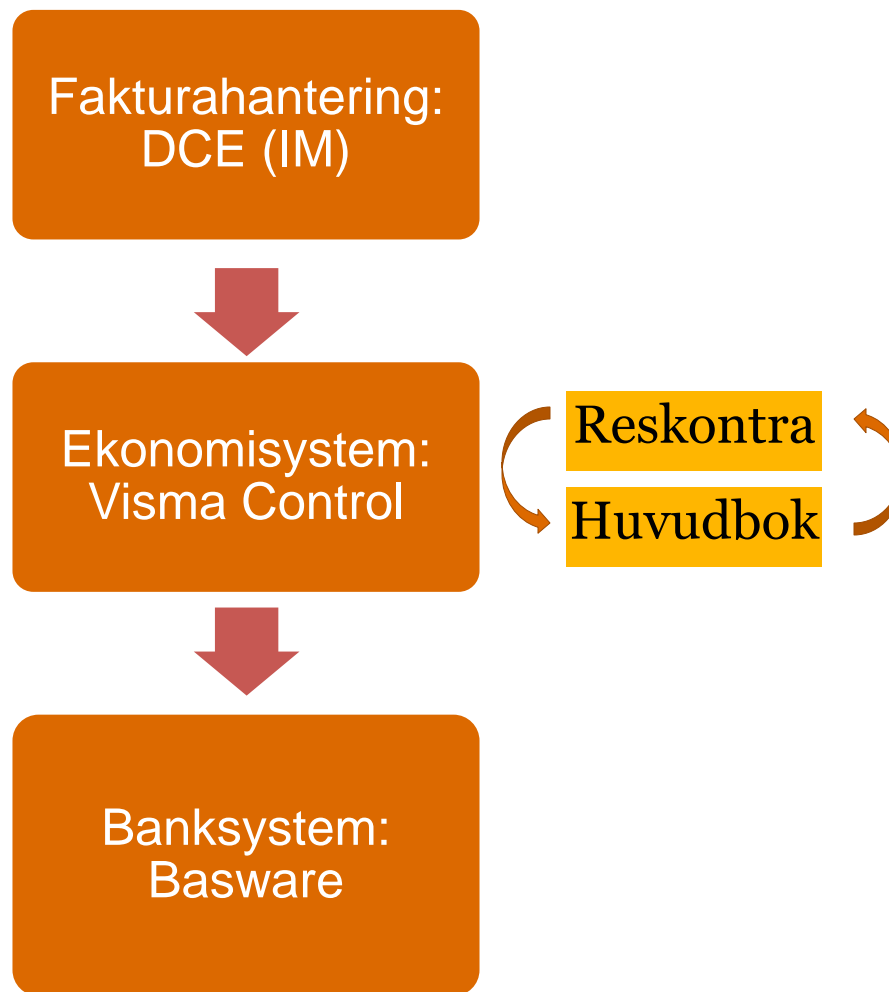 Fakturahantering:
DCE (IM)
Ekonomisystem:
Visma Control
Reskontra
Huvudbok
Banksystem:
Basware